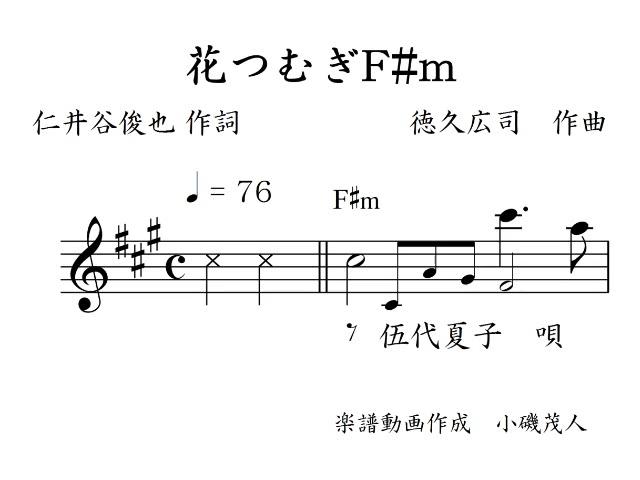 花つむぎF♯m
仁井谷俊也 作詞　　徳久広司　作曲
♩ = 76
F♯m
伍代夏子　唄
楽譜動画作成　小磯茂人